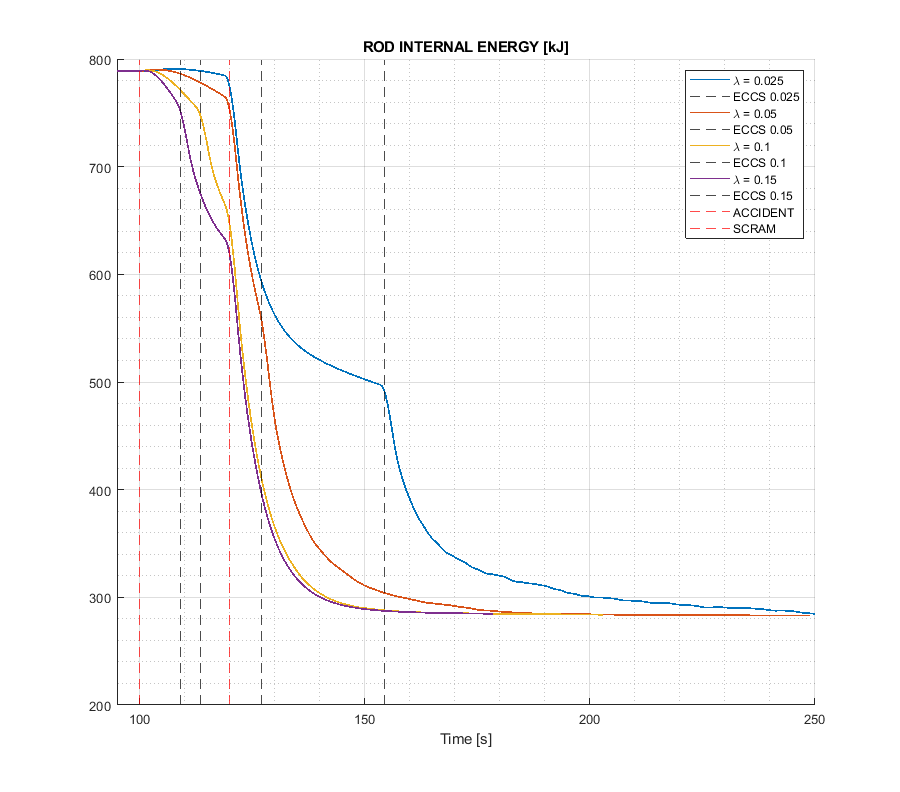 ROD INTERNAL ENERGY [kJ]
800
700
600
500
400
300
200
100
150
200
250
Time [s]
λ = 0.025
ECCS 0.025
λ = 0.05
ECCS 0.05
λ = 0.1
ECCS 0.1
λ = 0.15
ECCS 0.15
ACCIDENT
SCRAM